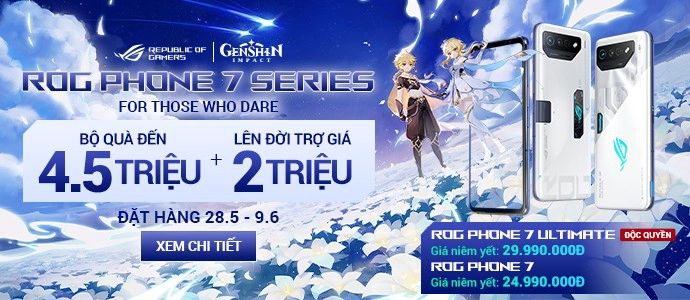 REPUBLIC OF GAMERS
GENSHIN IMPACT
ROG PHONE 7 SERIES
FOR THOSE WHO DARE
BỘ QUÀ ĐẾN
4.5 TRIỆU
+
LÊN ĐỜI TRỢ GIÁ
2 TRIỆU
ĐẶT HÀNG 28.5 - 9.6
XEM CHI TIẾT
ROG PHONE 7 ULTIMATE ĐỘC QUYỀN
Giá niêm yết: 29.990.000Đ
ROG PHONE 7
Giá niêm yết: 24.990.000Đ